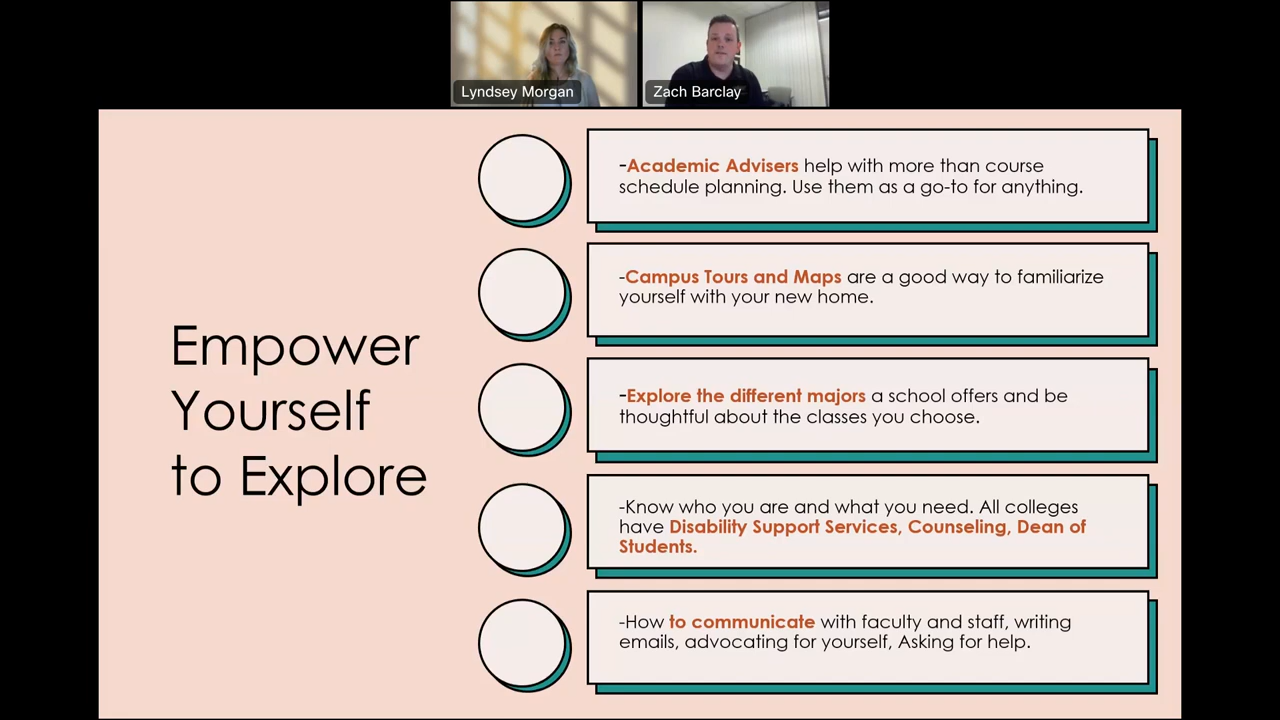 Lyndsey Morgan
Zach Barclay
Empower
Yourself
to Explore
-Academic Advisers help with more than course
schedule planning. Use them as a go-to for anything.
-Campus Tours and Maps are a good way to familiarize
yourself with your new home.
-Explore the different majors a school offers and be
thoughtful about the classes you choose.
-Know who you are and what you need. All colleges
have Disability Support Services, Counseling, Dean of
Students.
-How to communicate with faculty and staff, writing
emails, advocating for yourself, Asking for help.